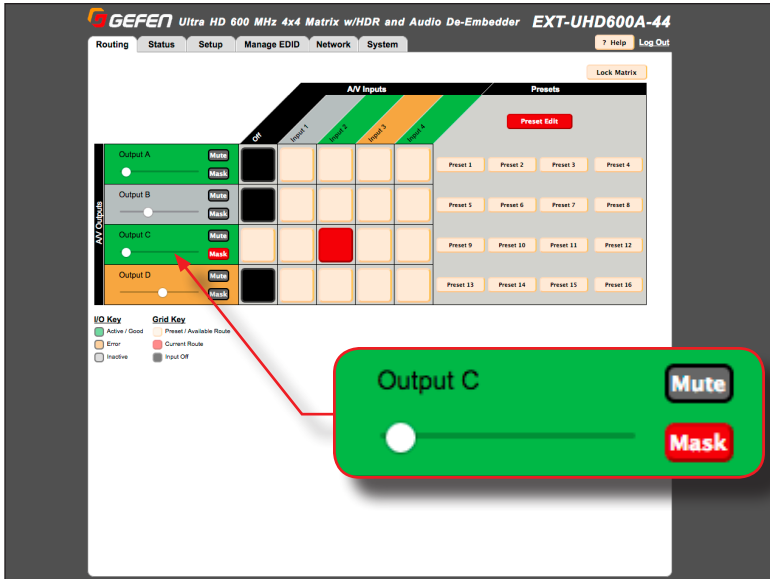 GEFEN Ultra HD 600 MHz 4x4 Matrix w/HDR and Audio De-Embedder EXT-UHD600A-44
Routing Status Setup Manage EDID Network System ? Help Log Out
Lock Matrix
A/V Inputs Presets
Off Input 1 Input 2 Input 3 Input 4
Preset Edit
A/V Outputs
Output A Mute
Mask
Preset 1 Preset 2 Preset 3 Preset 4
Output B Mute
Mask
Preset 5 Preset 6 Preset 7 Preset 8
Output C Mute
Mask
Preset 9 Preset 10 Preset 11 Preset 12
Output D Mute
Mask
Preset 13 Preset 14 Preset 15 Preset 16
I/O Key Grid Key
Active / Good Preset / Available Route
Error Current Route
Inactive Input Off
Output C Mute
Mask